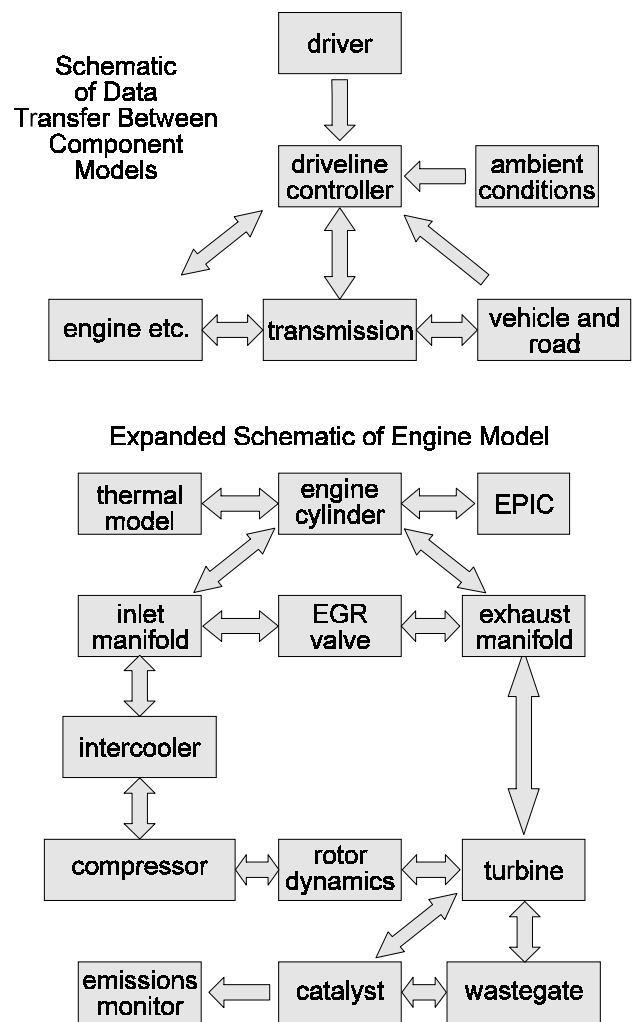 Schematic
of Data
Transfer Between
Component
Models
driver
driveline
controller
ambient
conditions
engine etc.
transmission
vehicle and
road
Expanded Schematic of Engine Model
thermal
model
engine
cylinder
EPIC
inlet
manifold
EGR
valve
exhaust
manifold
intercooler
compressor
rotor
dynamics
turbine
emissions
monitor
catalyst
wastegate